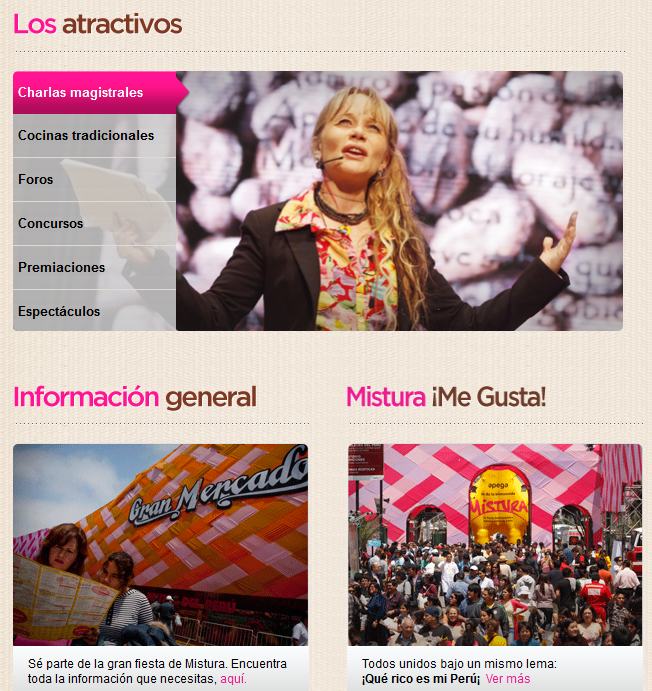 Los atractivos
Charlas magistrales
Cocinas tradicionales
Foros
Concursos
Premiaciones
Espectáculos
Información general
Mistura ¡Me Gusta!
Gran Mercado
apega
MISTURA
Sé parte de la gran fiesta de Mistura. Encuentra
toda la información que necesitas, aquí.
Todos unidos bajo un mismo lema:
¡Qué rico es mi Perú¡ Ver más